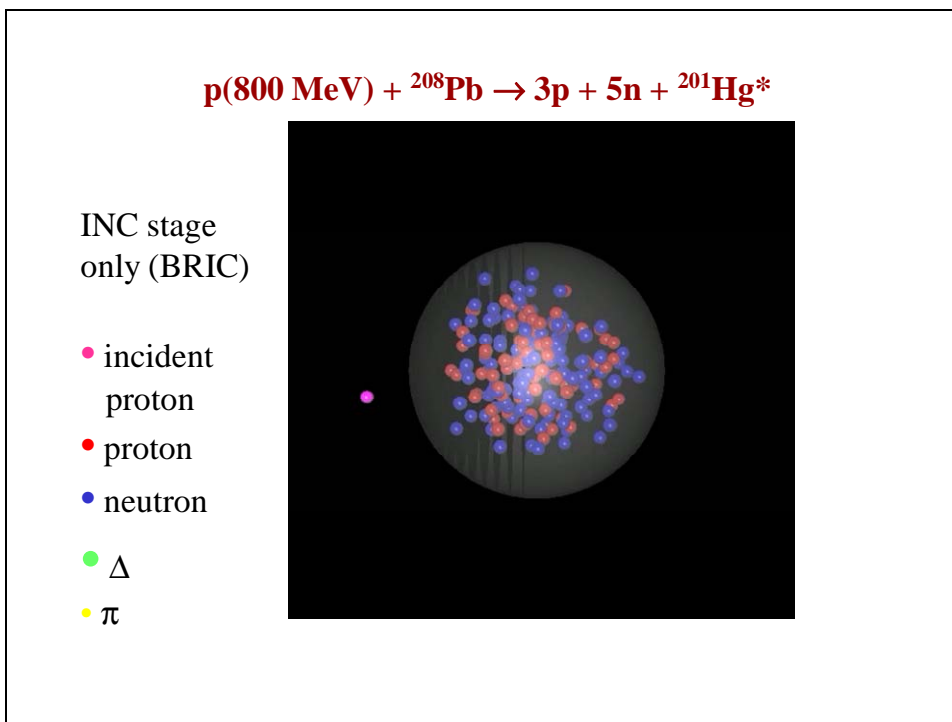 p(800 MeV) + ²⁰⁸Pb → 3p + 5n + ²⁰¹Hg*
INC stage
only (BRIC)
• incident
proton
• proton
• neutron
• Δ
• π